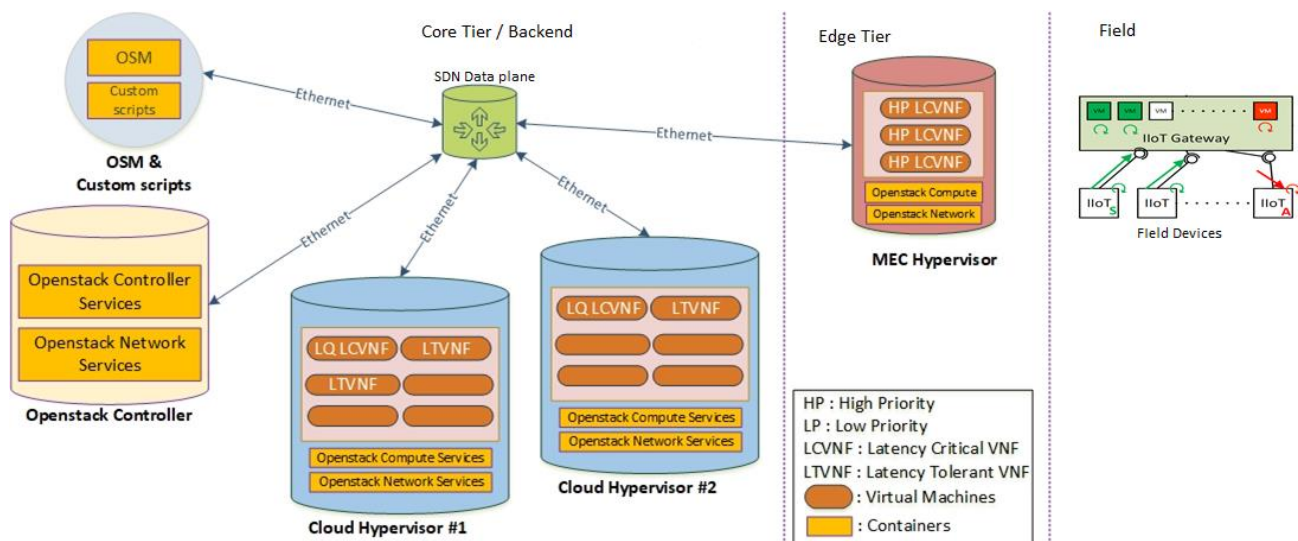 Core Tier / Backend
Edge Tier
Field
OSM
Custom
scripts
OSM &
Custom scripts
SDN Data plane
Ethernet
Ethernet
Ethernet
Ethernet
Ethernet
Openstack Controller
Services
Openstack Network
Services
Openstack Controller
LQ LCVNF
LTVNF
LTVNF
Openstack Compute Services
Openstack Network Services
Cloud Hypervisor #1
LQ LCVNF
LTVNF
Openstack Compute Services
Openstack Network Services
Cloud Hypervisor #2
HP LCVNF
HP LCVNF
HP LCVNF
Openstack Compute
Openstack Network
MEC Hypervisor
VM
VM
VM
VM
IIoT Gateway
IIoT S
IIoT
IIoT A
Field Devices
HP : High Priority
LP : Low Priority
LCVNF : Latency Critical VNF
LTVNF : Latency Tolerant VNF
: Virtual Machines
: Containers